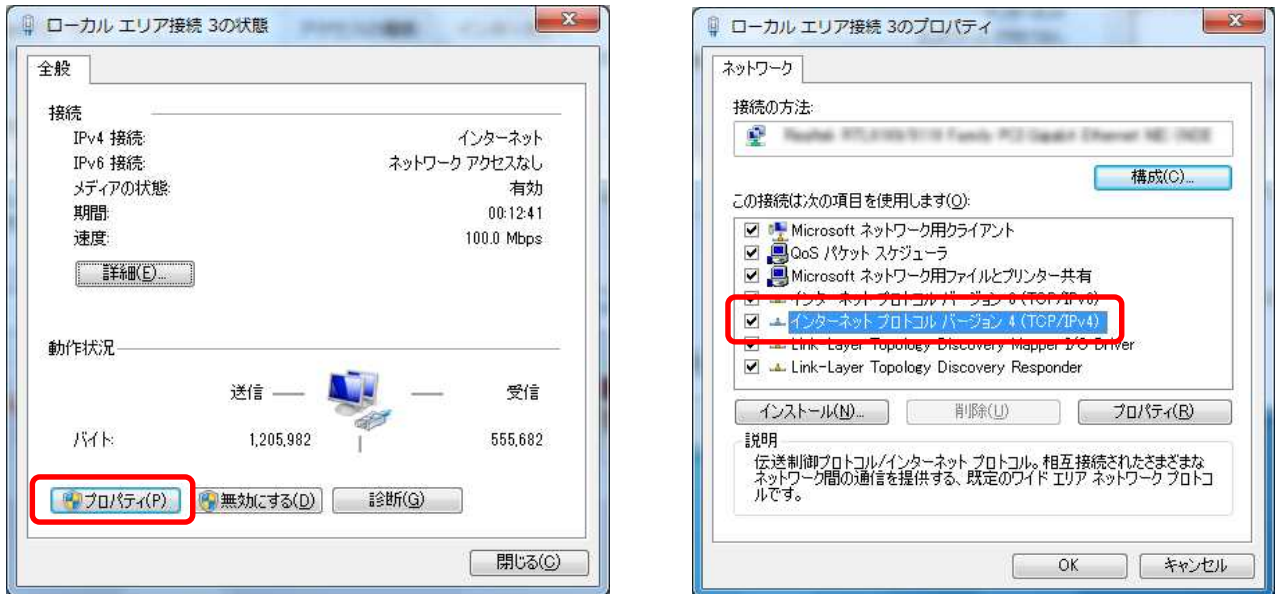 ローカル エリア接続 3の状態
全般
接続
IPv4 接続: インターネット
IPv6 接続: ネットワーク アクセスなし
メディアの状態: 有効
期間: 00:12:41
速度: 100.0 Mbps
詳細(E)...
動作状況
送信 受信
バイト: 1,205,982 555,682
プロパティ(P) 無効にする(D) 診断(G)
閉じる(C)
ローカル エリア接続 3のプロパティ
ネットワーク
接続の方法:
構成(C)...
この接続は次の項目を使用します(O):
Microsoft ネットワーク用クライアント
QoS パケット スケジューラ
Microsoft ネットワーク用ファイルとプリンター共有
インターネット プロトコル バージョン 6 (TCP/IPv6)
インターネット プロトコル バージョン 4 (TCP/IPv4)
Link-Layer Topology Discovery Mapper I/O Driver
Link-Layer Topology Discovery Responder
インストール(N)... 削除(U) プロパティ(R)
説明
伝送制御プロトコル/インターネット プロトコル。相互接続されたさまざまな
ネットワーク間の通信を提供する、既定のワイド エリア ネットワーク プロトコ
ルです。
OK キャンセル